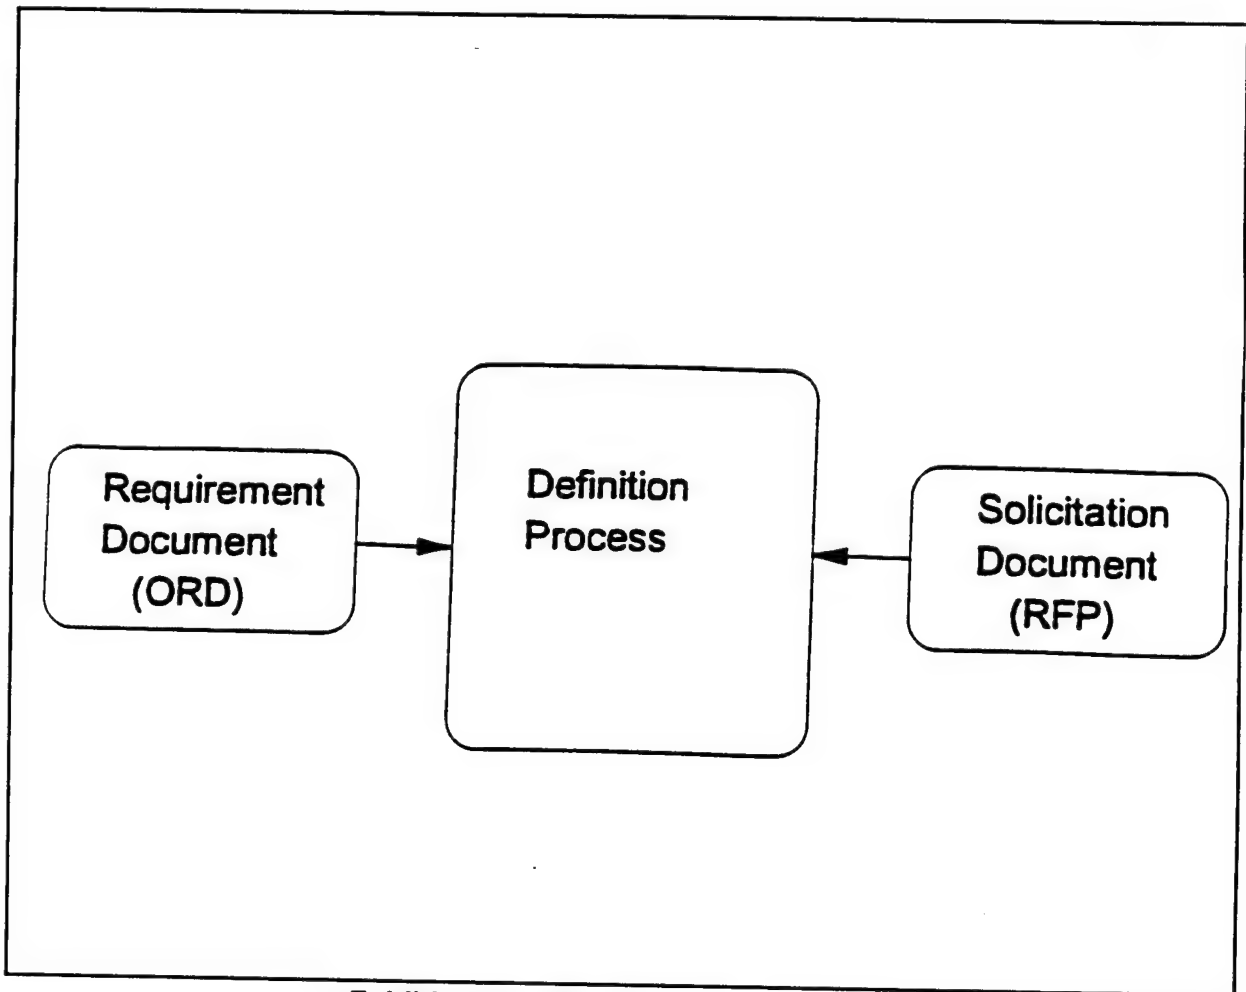 Requirement
Document
(ORD)
Definition
Process
Solicitation
Document
(RFP)